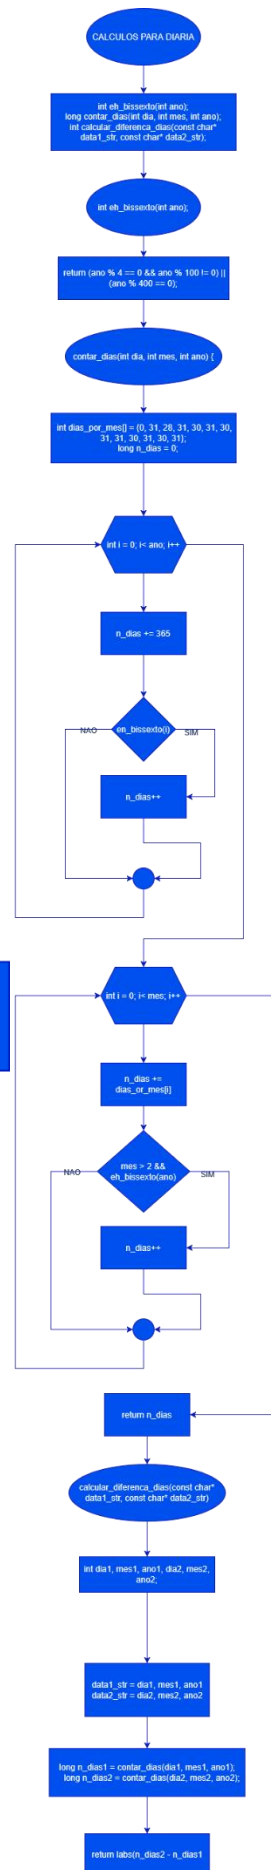 CALCULOS PARA DIARIA
int eh_bissexto(int ano);
long contar_dias(int dia, int mes, int ano);
int calcular_diferenca_dias(const char*
data1_str, const char* data2_str);
int eh_bissexto(int ano);
return (ano % 4 == 0 && ano % 100 != 0) ||
(ano % 400 == 0);
contar_dias(int dia, int mes, int ano) {
int dias_por_mes[] = {0, 31, 28, 31, 30, 31, 30,
31, 31, 30, 31, 30, 31};
long n_dias = 0;
int i = 0; i< ano; i++
n_dias += 365
en_bissexto(i)
NAO
SIM
n_dias++
int i = 0; i< mes; i++
n_dias +=
dias_or_mes[i]
mes > 2 &&
eh_bissexto(ano)
NAO
SIM
n_dias++
return n_dias
calcular_diferenca_dias(const char*
data1_str, const char* data2_str)
int dia1, mes1, ano1, dia2, mes2,
ano2;
data1_str = dia1, mes1, ano1
data2_str = dia2, mes2, ano2
long n_dias1 = contar_dias(dia1, mes1, ano1);
long n_dias2 = contar_dias(dia2, mes2, ano2);
return labs(n_dias2 - n_dias1